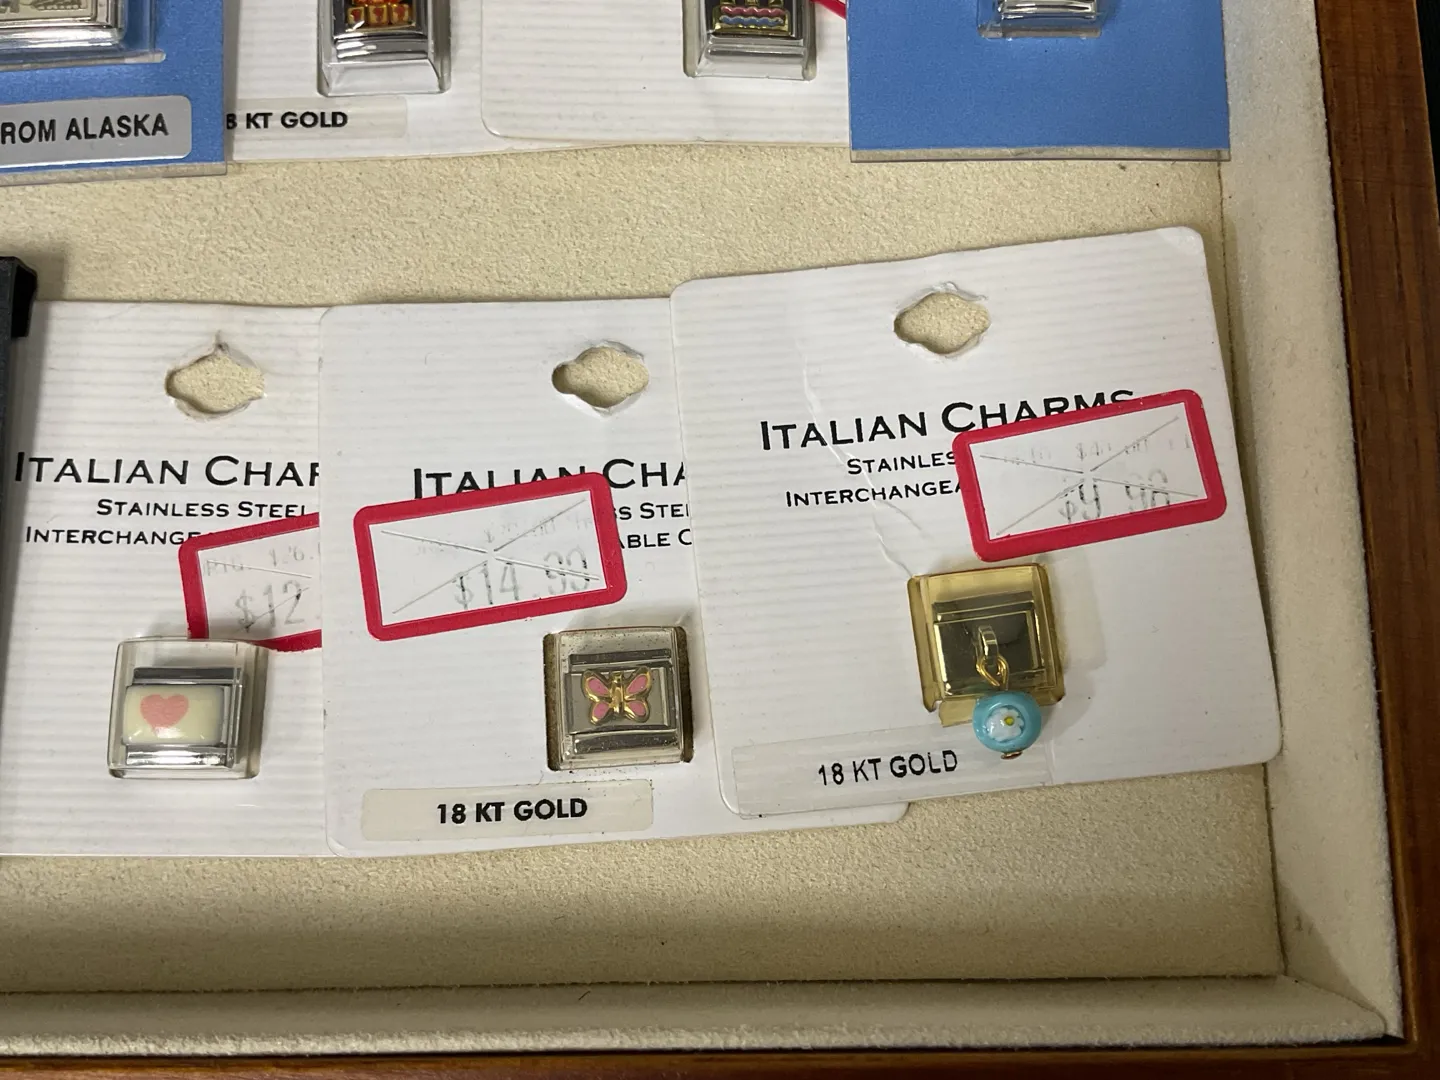 ROM ALASKA
8 KT GOLD
ITALIAN CHAR
STAINLESS STEEL
INTERCHANGE
$12
ITALIAN CHA
SS STE
ABLE C
$14.99
18 KT GOLD
ITALIAN CHARMS
STAINLES
INTERCHANGEA
$9.98
18 KT GOLD